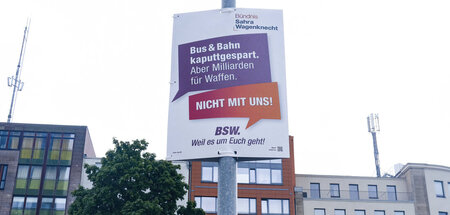 Bündnis
Sahra
Wagenknecht
Bus & Bahn
kaputtgespart.
Aber Milliarden
für Waffen.
NICHT MIT UNS!
BSW.
Weil es um Euch geht!